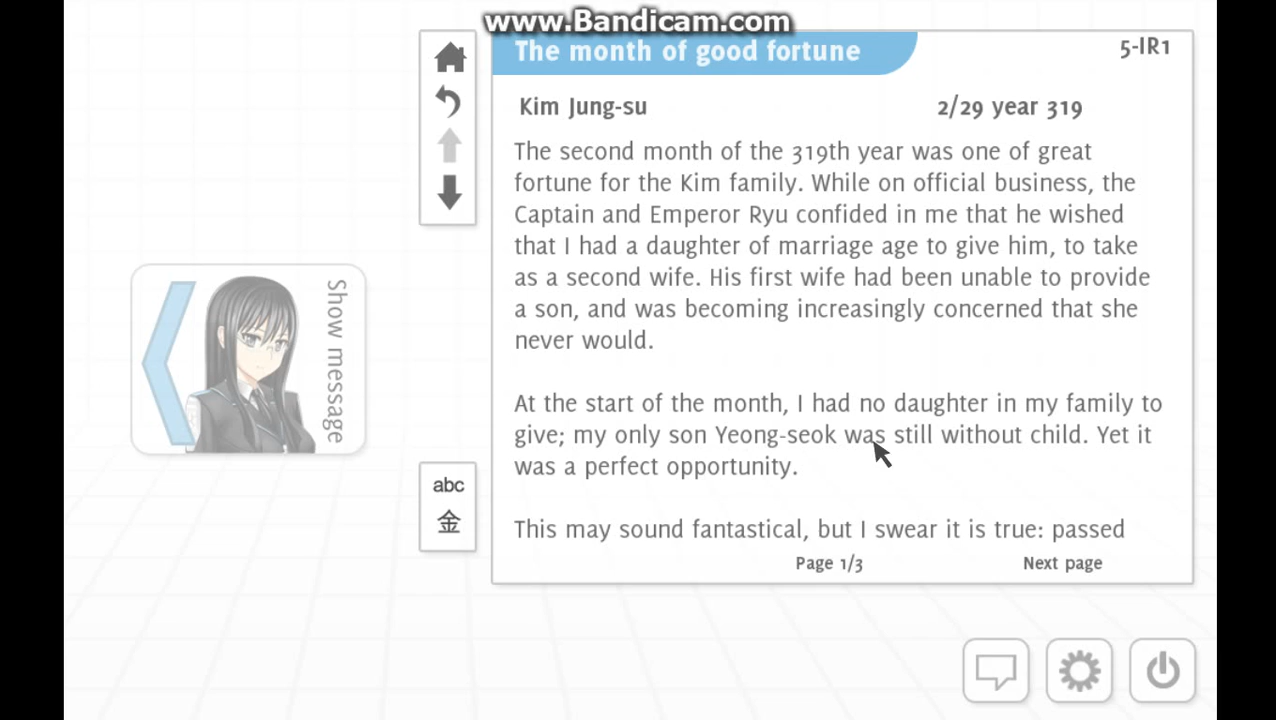 www.Bandicam.com
The month of good fortune
5-IR1
Kim Jung-su
2/29 year 319
The second month of the 319th year was one of great
fortune for the Kim family. While on official business, the
Captain and Emperor Ryu confided in me that he wished
that I had a daughter of marriage age to give him, to take
as a second wife. His first wife had been unable to provide
a son, and was becoming increasingly concerned that she
never would.
At the start of the month, I had no daughter in my family to
give; my only son Yeong-seok was still without child. Yet it
was a perfect opportunity.
This may sound fantastical, but I swear it is true: passed
Page 1/3
Next page
Show message
abc
金